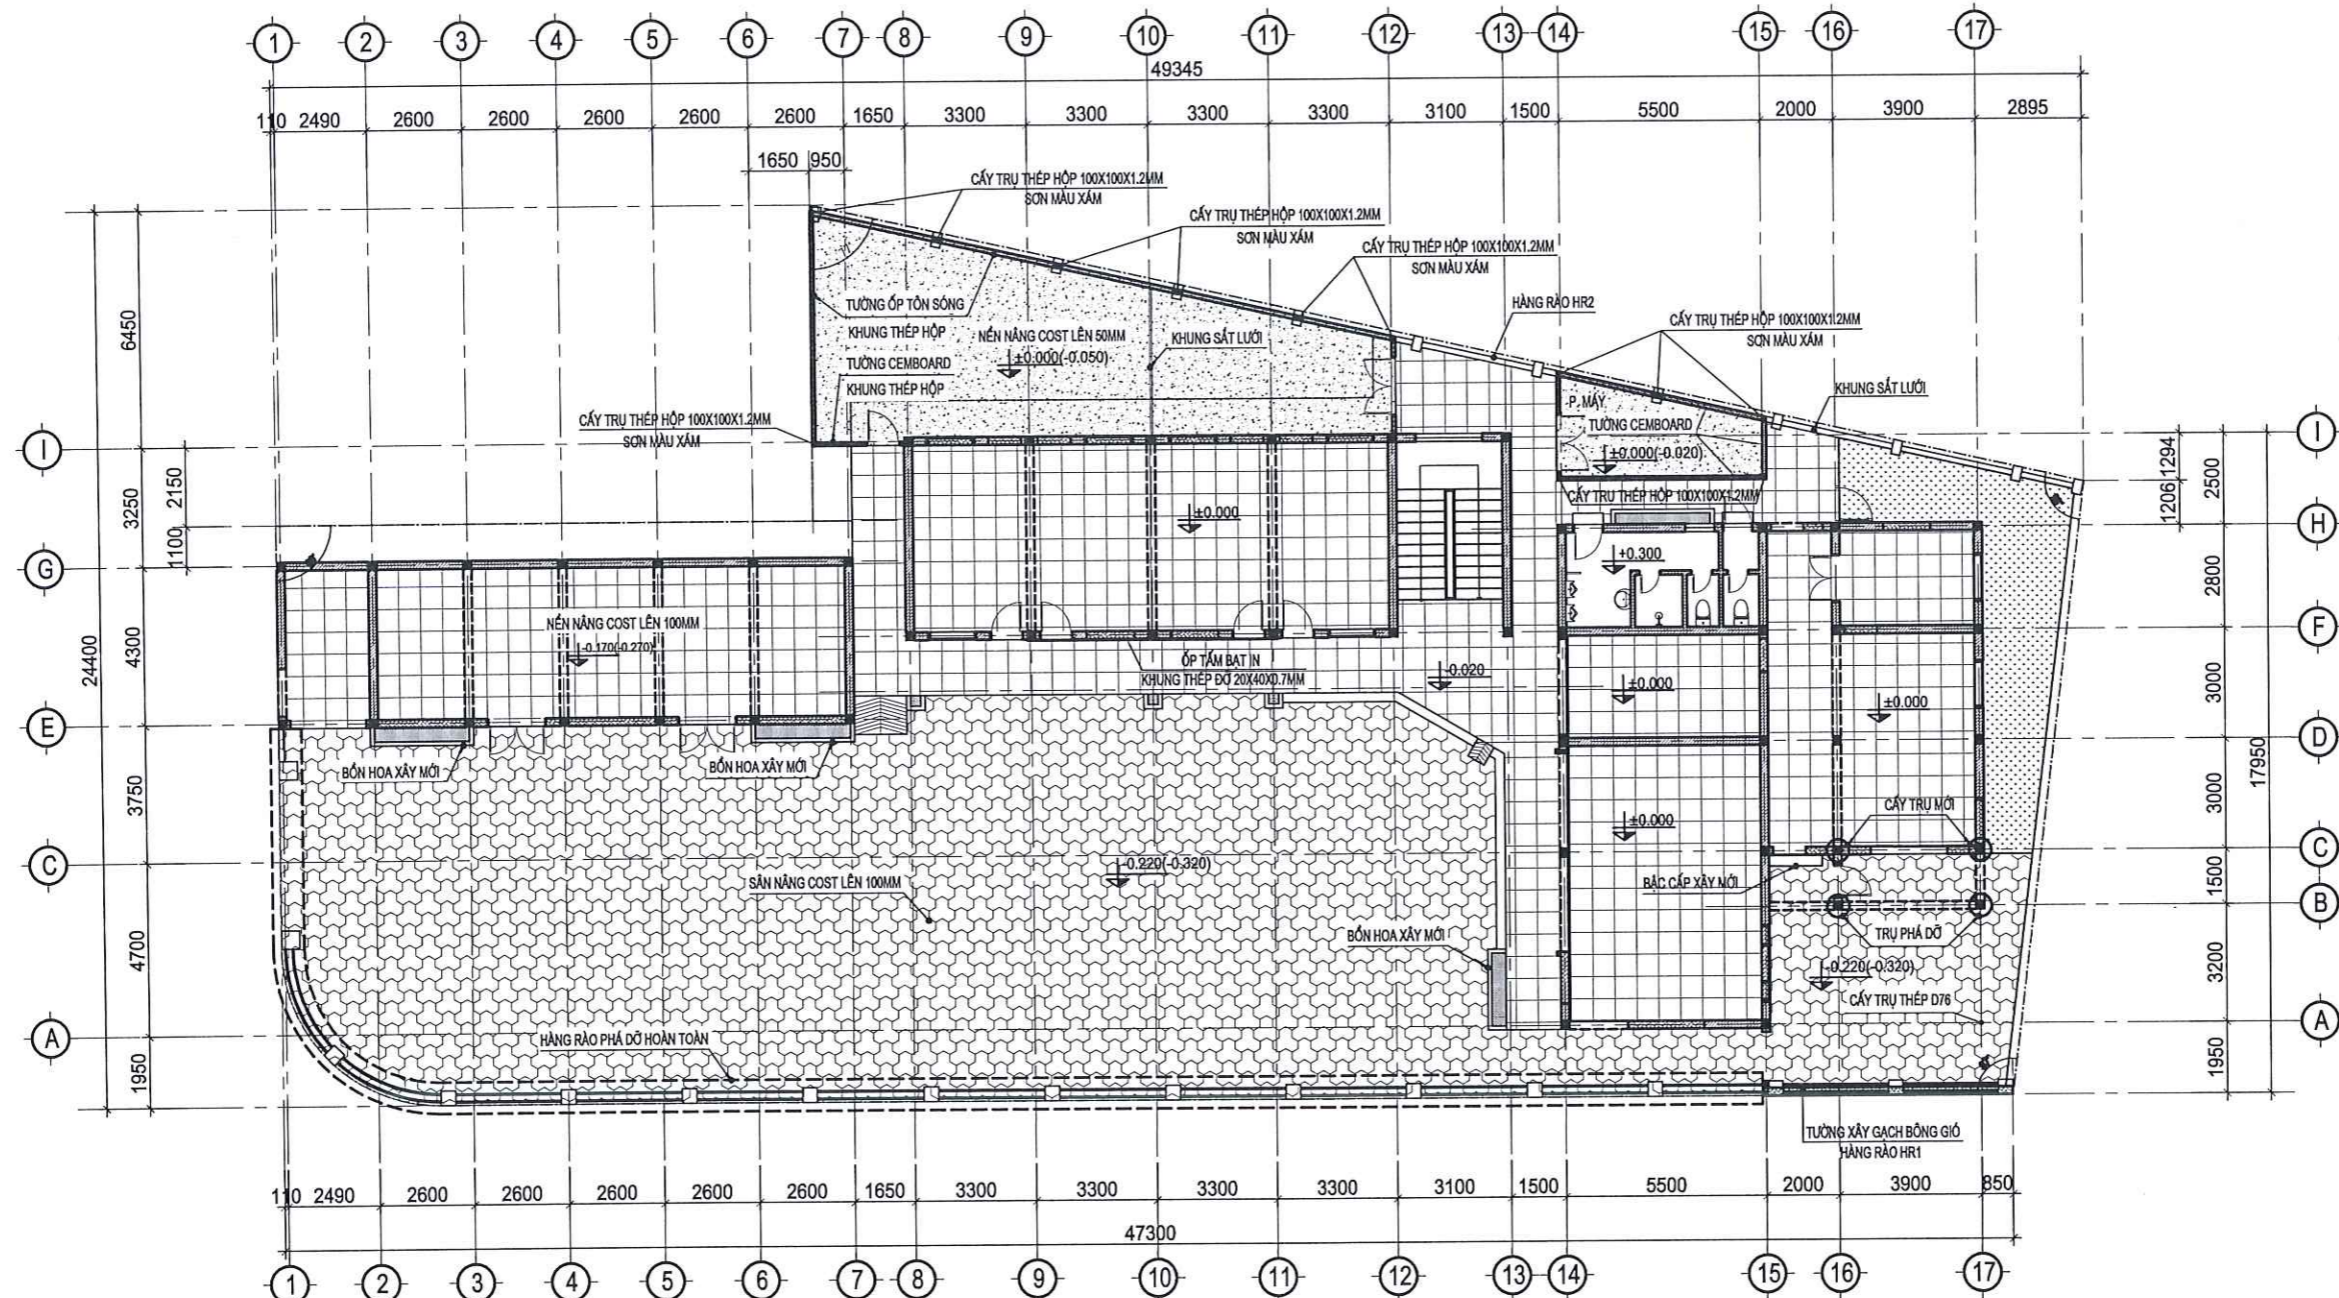 1 2 3 4 5 6 7 8 9 10 11 12 13 14 15 16 17
49345
110 2490 2600 2600 2600 2600 2600 1650 3300 3300 3300 3300 3100 1500 5500 2000 3900 2895
1650 950
CẤY TRỤ THÉP HỘP 100X100X1.2MM
SƠN MÀU XÁM
CẤY TRỤ THÉP HỘP 100X100X1.2MM
SƠN MÀU XÁM
CẤY TRỤ THÉP HỘP 100X100X1.2MM
SƠN MÀU XÁM
HÀNG RÀO HR2
CẤY TRỤ THÉP HỘP 100X100X1.2MM
SƠN MÀU XÁM
TƯỜNG ỐP TÔN SÓNG
KHUNG THÉP HỘP
NỀN NÂNG COST LÊN 50MM
±0.000(-0.050)
KHUNG SẮT LƯỚI
TƯỜNG CEMBOARD
KHUNG THÉP HỘP
KHUNG SẮT LƯỚI
P. MÁY
TƯỜNG CEMBOARD
±0.000(-0.020)
CẤY TRỤ THÉP HỘP 100X100X1.2MM
SƠN MÀU XÁM
CẤY TRỤ THÉP HỘP 100X100X1.2MM
±0.000
+0.300
NỀN NÂNG COST LÊN 100MM
-0.170(-0.270)
ỐP TẤM BẠT IN
KHUNG THÉP ĐỠ 20X40X0.7MM
-0.020
±0.000
±0.000
BỒN HOA XÂY MỚI
BỒN HOA XÂY MỚI
CẤY TRỤ MỚI
±0.000
-0.220(-0.320)
SÂN NÂNG COST LÊN 100MM
BẬC CẤP XÂY MỚI
BỒN HOA XÂY MỚI
TRỤ PHÁ DỠ
-0.220(-0.320)
CẤY TRỤ THÉP D76
HÀNG RÀO PHÁ DỠ HOÀN TOÀN
TƯỜNG XÂY GẠCH BÔNG GIÓ
HÀNG RÀO HR1
I
G
E
C
A
24400
6450
3250
4300
3750
4700
1950
2150
1100
I
H
F
D
C
B
A
1294
1206
2500
2800
3000
3000
1500
3200
1950
17950
110 2490 2600 2600 2600 2600 2600 1650 3300 3300 3300 3300 3100 1500 5500 2000 3900 850
47300
1 2 3 4 5 6 7 8 9 10 11 12 13 14 15 16 17